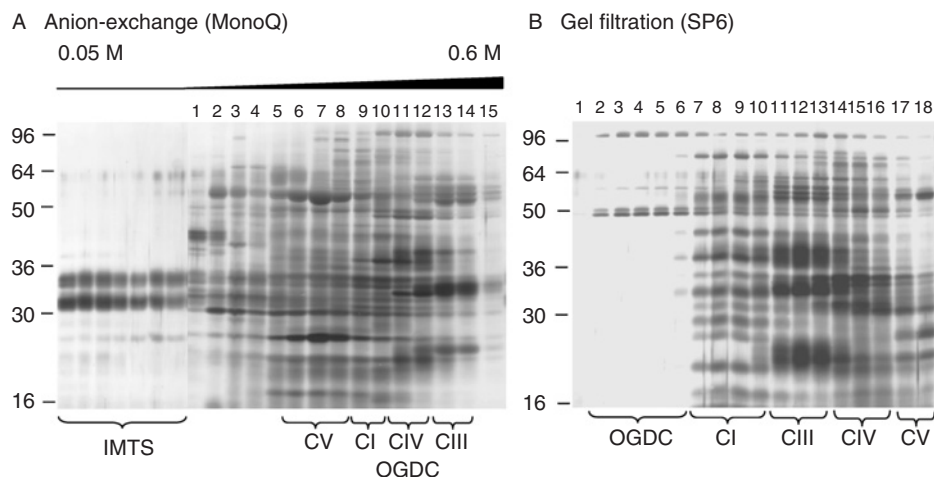 A Anion-exchange (MonoQ)
0.05 M 0.6 M
1 2 3 4 5 6 7 8 9 10 11 12 13 14 15
96
64
50
36
30
16
IMTS CV CI CIV CIII
OGDC
B Gel filtration (SP6)
1 2 3 4 5 6 7 8 9 10 11 12 13 14 15 16 17 18
96
64
50
36
30
16
OGDC CI CIII CIV CV